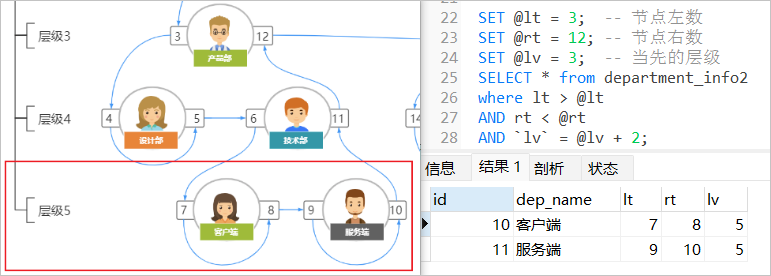 层级3
3
12
产品部
层级4
4
5
6
11
设计部
技术部
14
层级5
7
8
9
10
客户端
服务端
22 SET @lt = 3; -- 节点左数
23 SET @rt = 12; -- 节点右数
24 SET @lv = 3; -- 当先的层级
25 SELECT * from department_info2
26 where lt > @lt
27 AND rt < @rt
28 AND `lv` = @lv + 2;
信息 结果 1 剖析 状态
id dep_name lt rt lv
10 客户端 7 8 5
11 服务端 9 10 5